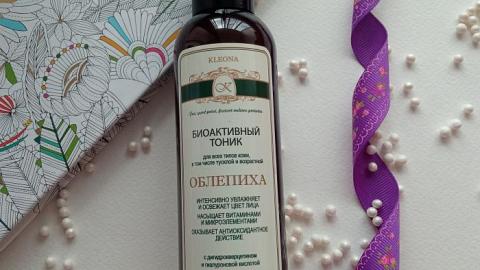 KLEONA
K
БИОАКТИВНЫЙ
ТОНИК
для всех типов кожи,
в том числе тусклой и возрастной
ОБЛЕПИХА
ИНТЕНСИВНО УВЛАЖНЯЕТ
И ОСВЕЖАЕТ ЦВЕТ ЛИЦА
НАСЫЩАЕТ ВИТАМИНАМИ
И МИКРОЭЛЕМЕНТАМИ
ОКАЗЫВАЕТ АНТИОКСИДАНТНОЕ
ДЕЙСТВИЕ
с дигидрокверцетином
и гиалуроновой кислотой